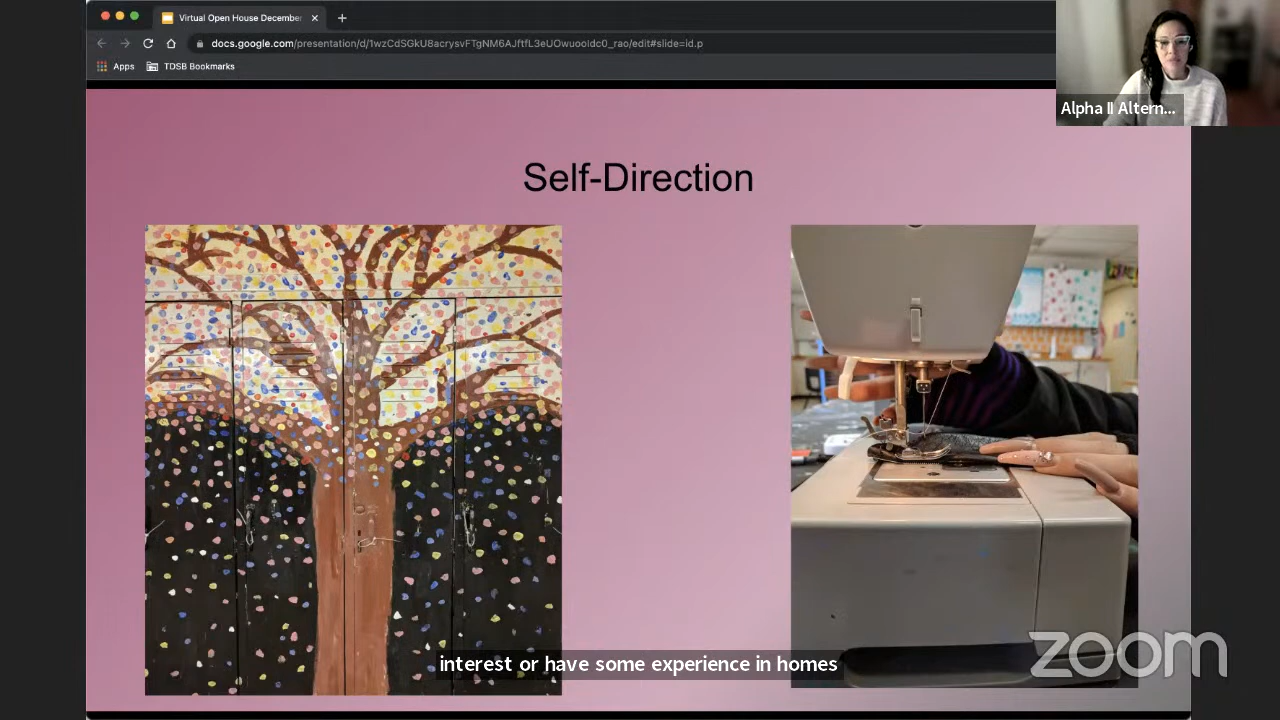 Virtual Open House December
docs.google.com/presentation/d/1wzCdSGkU8acrysvFTgNM6AJftfL3eUOwuooIdc0_rao/edit#slide=id.p
Apps
TDSB Bookmarks
Alpha II Altern...
Self-Direction
interest or have some experience in homes
zoom